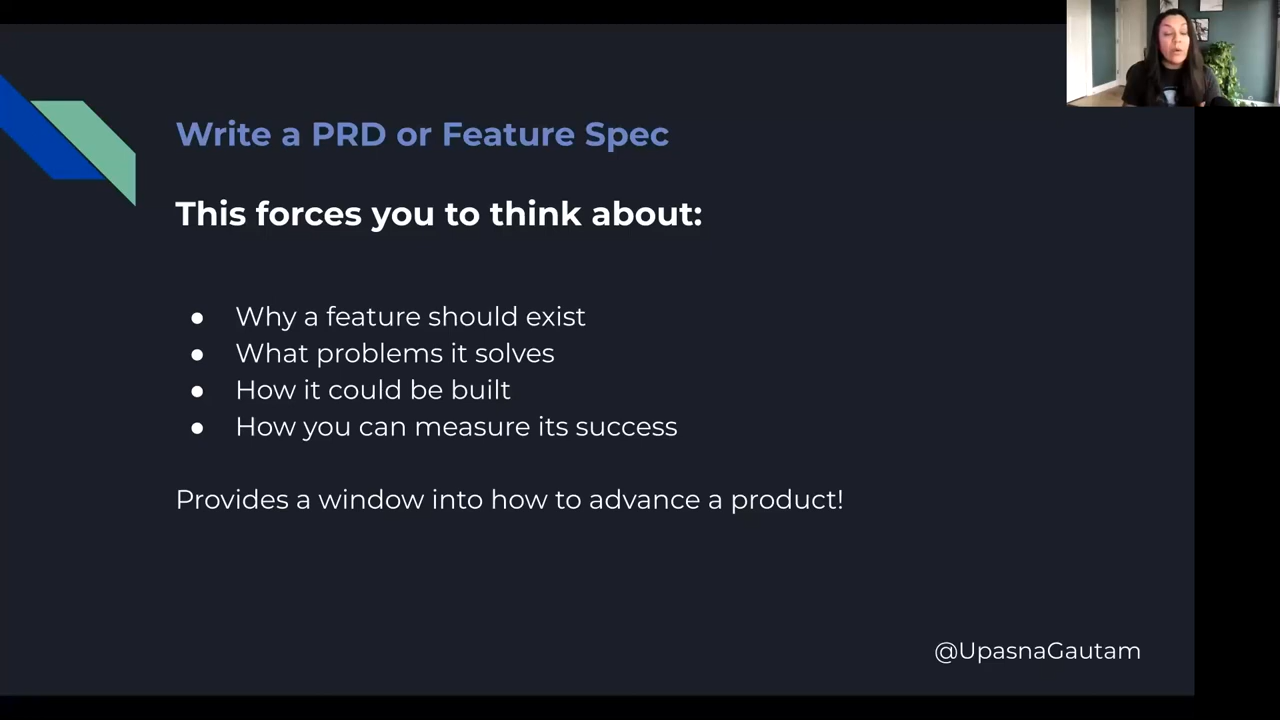 Write a PRD or Feature Spec
This forces you to think about:
● Why a feature should exist
● What problems it solves
● How it could be built
● How you can measure its success
Provides a window into how to advance a product!
@UpasnaGautam